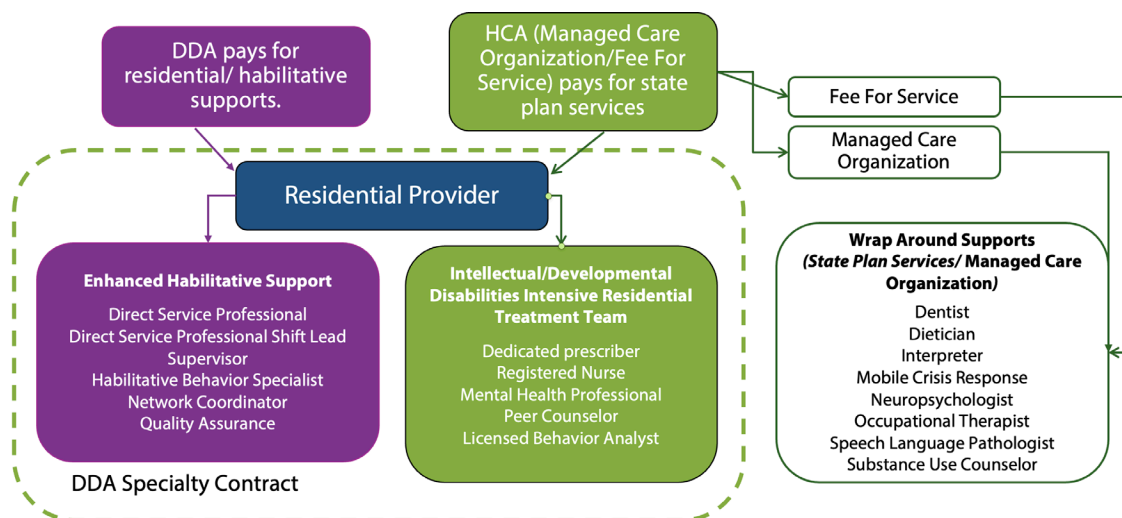 DDA pays for
residential/ habilitative
supports.
HCA (Managed Care
Organization/Fee For
Service) pays for state
plan services
Fee For Service
Managed Care
Organization
Residential Provider
Enhanced Habilitative Support
Direct Service Professional
Direct Service Professional Shift Lead
Supervisor
Habilitative Behavior Specialist
Network Coordinator
Quality Assurance
Intellectual/Developmental
Disabilities Intensive Residential
Treatment Team
Dedicated prescriber
Registered Nurse
Mental Health Professional
Peer Counselor
Licensed Behavior Analyst
Wrap Around Supports
(State Plan Services/ Managed Care
Organization)
Dentist
Dietician
Interpreter
Mobile Crisis Response
Neuropsychologist
Occupational Therapist
Speech Language Pathologist
Substance Use Counselor
DDA Specialty Contract